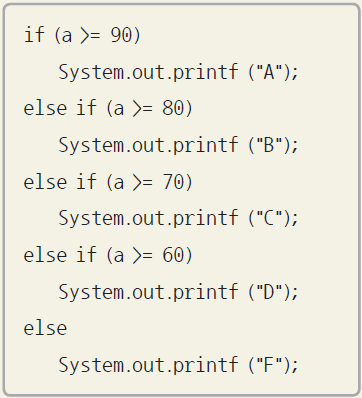 if (a >= 90)
System.out.printf ("A");
else if (a >= 80)
System.out.printf ("B");
else if (a >= 70)
System.out.printf ("C");
else if (a >= 60)
System.out.printf ("D");
else
System.out.printf ("F");